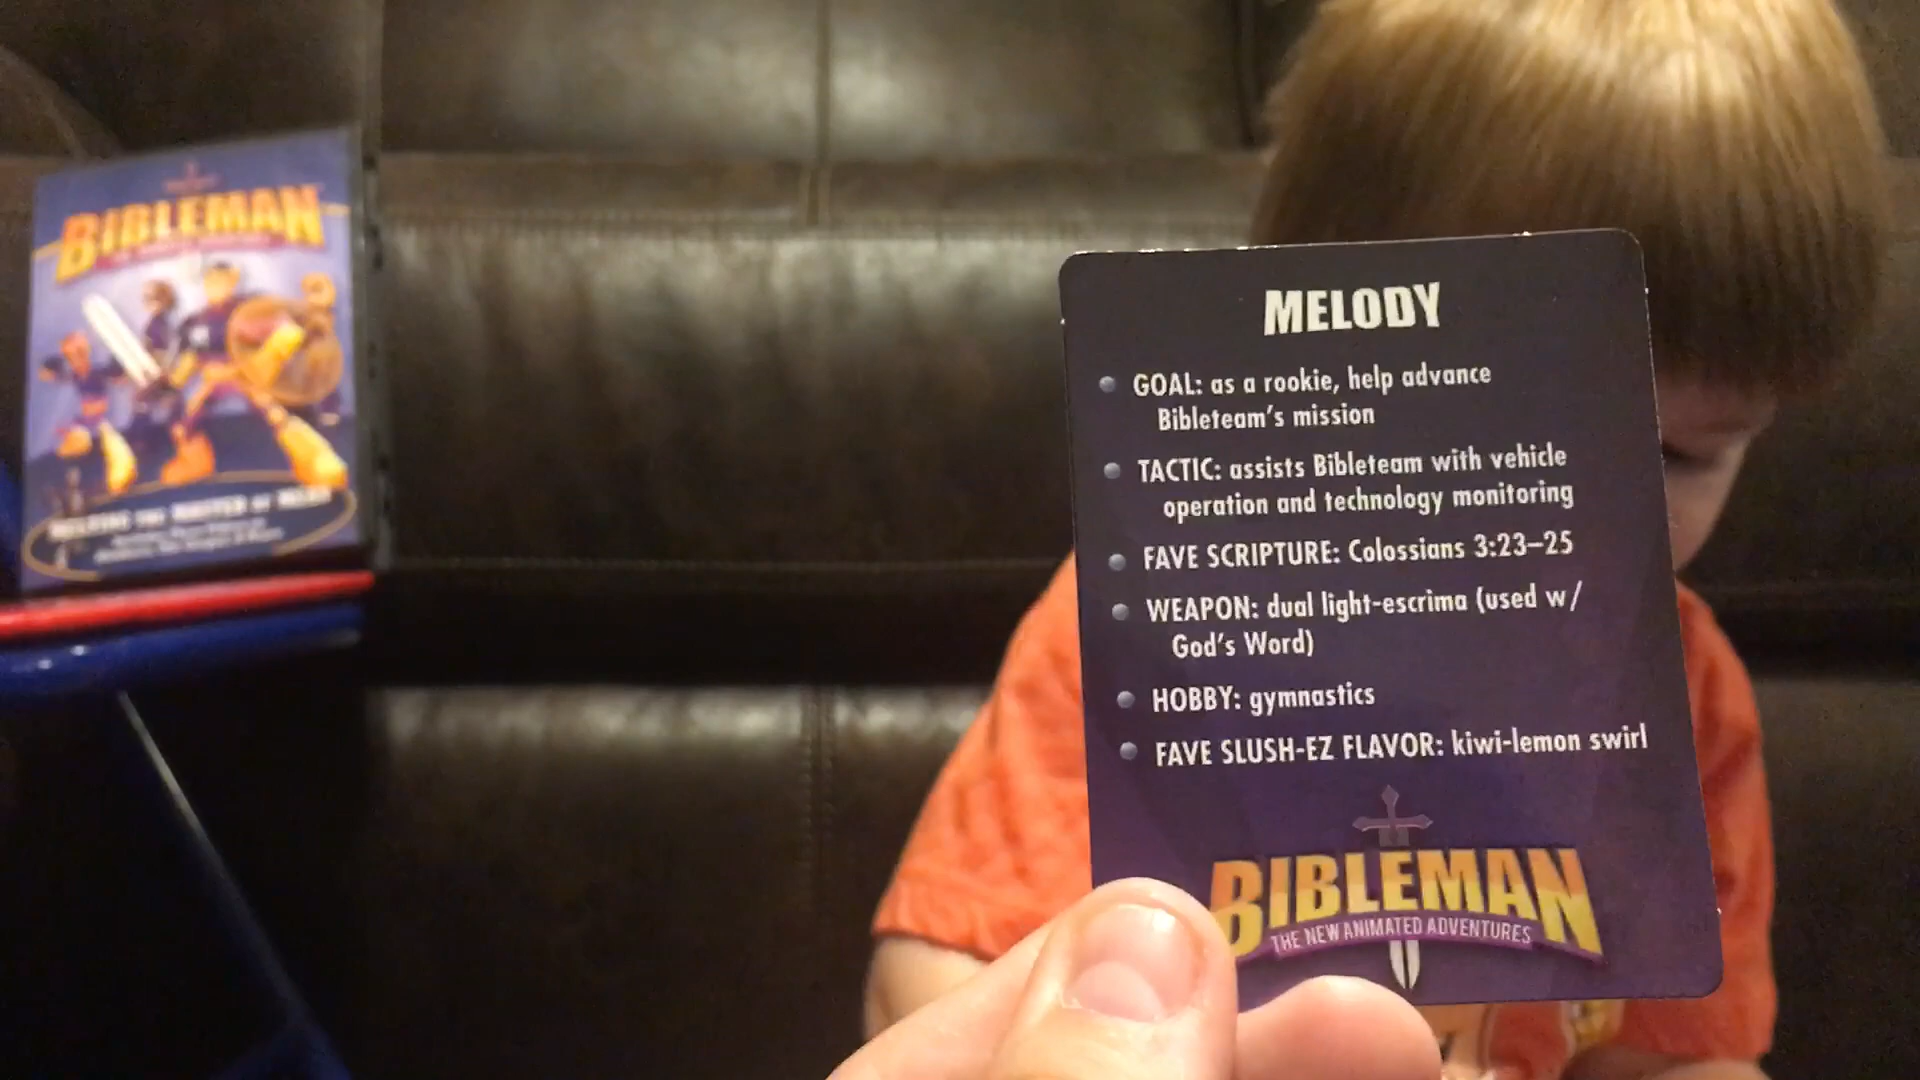 BIBLEMAN
MELODY
GOAL: as a rookie, help advance
Bibleteam's mission
TACTIC: assists Bibleteam with vehicle
operation and technology monitoring
FAVE SCRIPTURE: Colossians 3:23–25
WEAPON: dual light-escrima (used w/
God's Word)
HOBBY: gymnastics
FAVE SLUSH-EZ FLAVOR: kiwi-lemon swirl
BIBLEMAN
THE NEW ANIMATED ADVENTURES